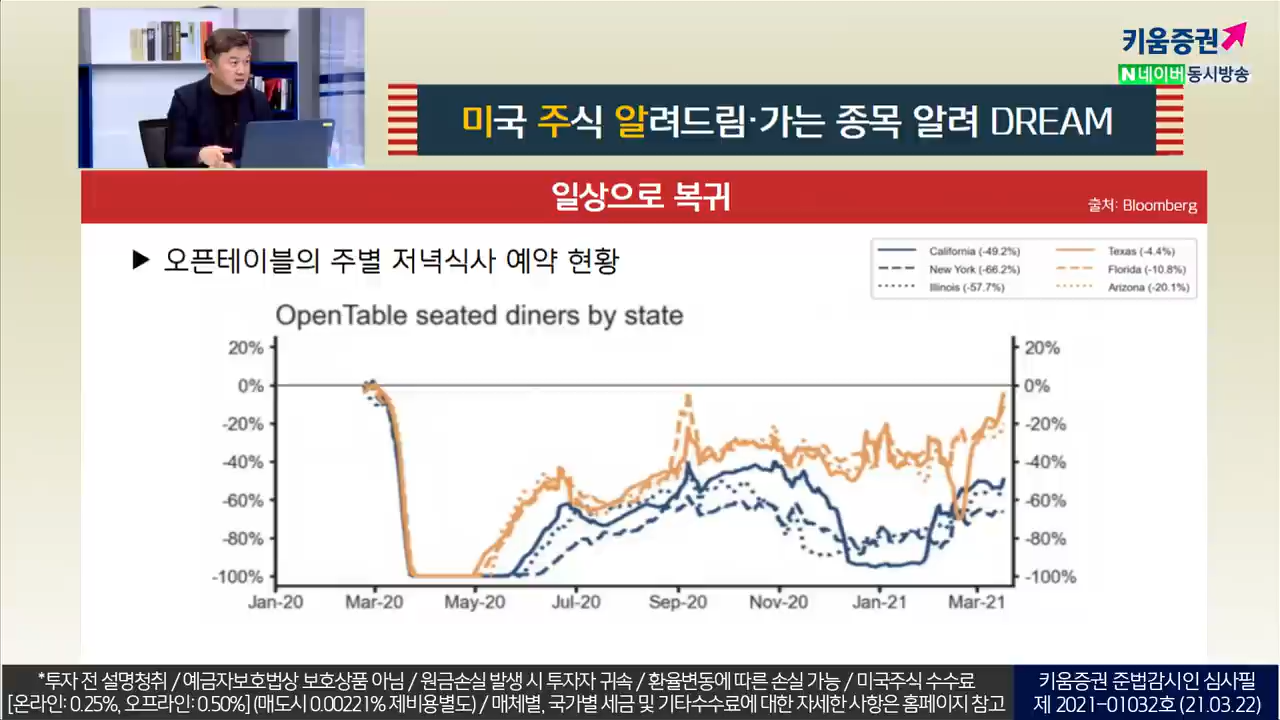 키움증권
N 네이버 동시방송
미국 주식 알려드림·가는 종목 알려 DREAM
일상으로 복귀
출처: Bloomberg
▶ 오픈테이블의 주별 저녁식사 예약 현황
California (-49.2%) Texas (-4.4%)
New York (-66.2%) Florida (-10.8%)
Illinois (-57.7%) Arizona (-20.1%)
OpenTable seated diners by state
20% 20%
0% 0%
-20% -20%
-40% -40%
-60% -60%
-80% -80%
-100% -100%
Jan-20 Mar-20 May-20 Jul-20 Sep-20 Nov-20 Jan-21 Mar-21
*투자 전 설명청취 / 예금자보호법상 보호상품 아님 / 원금손실 발생 시 투자자 귀속 / 환율변동에 따른 손실 가능 / 미국주식 수수료
[온라인: 0.25%, 오프라인: 0.50%] (매도시 0.00221% 제비용별도) / 매체별, 국가별 세금 및 기타수수료에 대한 자세한 사항은 홈페이지 참고
키움증권 준법감시인 심사필
제 2021-01032호 (21.03.22)